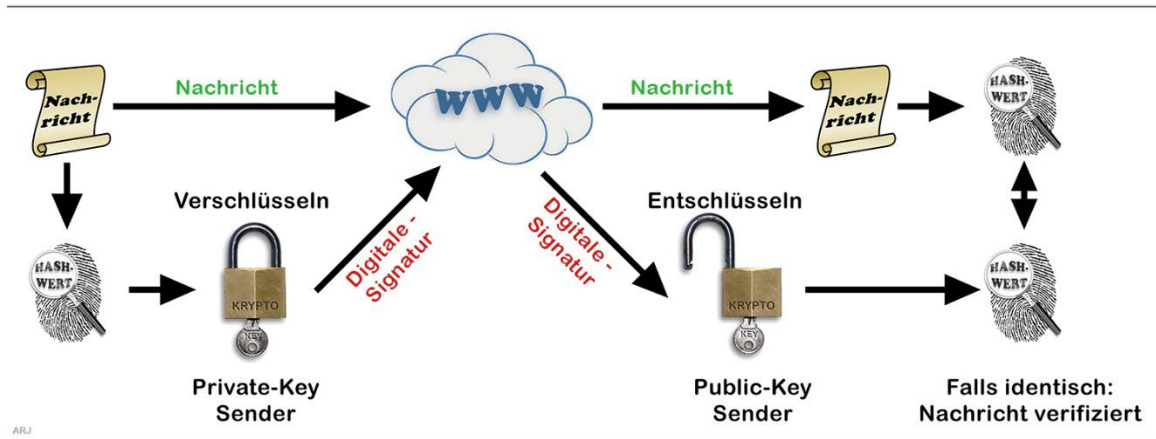 Nach-
richt
Nachricht
WWW
Nachricht
Nach-
richt
HASH-
WERT
Verschlüsseln
Digitale -
Signatur
Digitale -
Signatur
Entschlüsseln
HASH-
WERT
KRYPTO
KEY
KRYPTO
KEY
HASH-
WERT
Private-Key
Sender
Public-Key
Sender
Falls identisch:
Nachricht verifiziert
ARJ